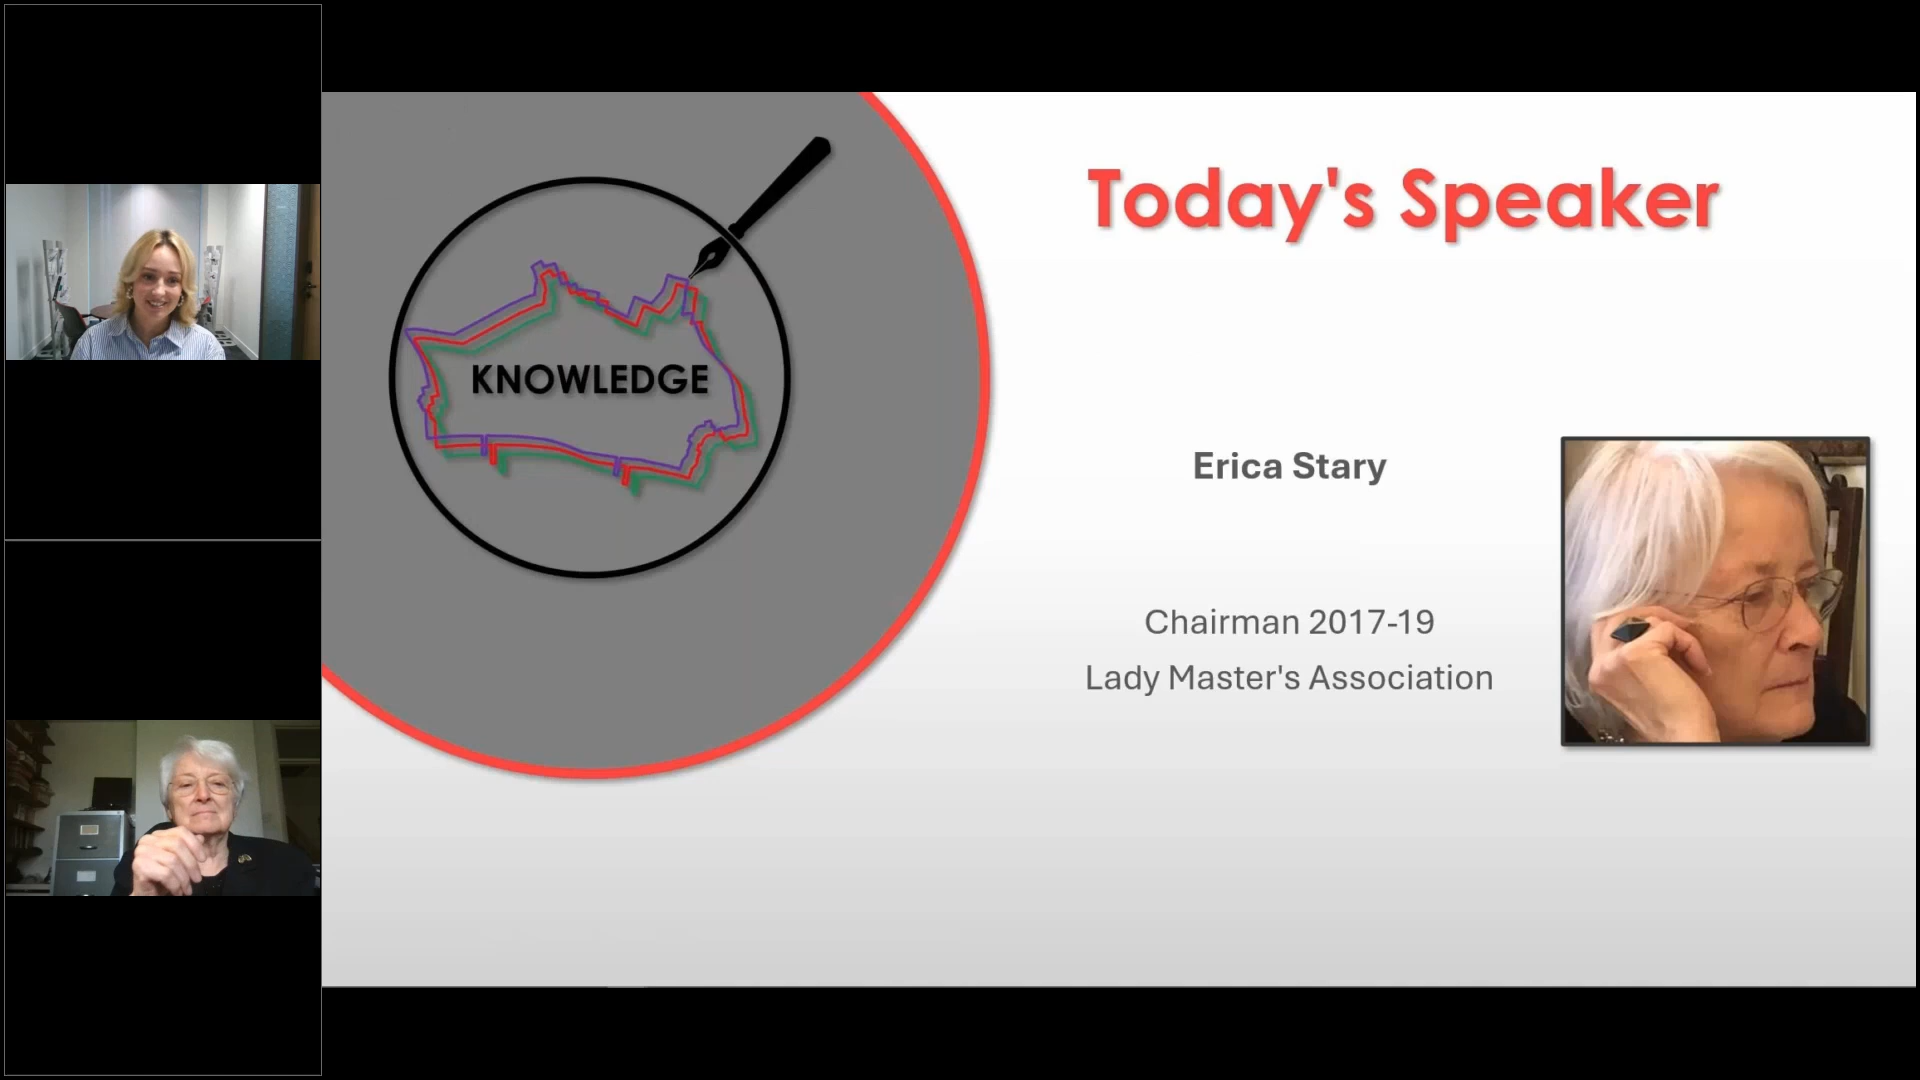 Today's Speaker
KNOWLEDGE
Erica Stary
Chairman 2017-19
Lady Master's Association